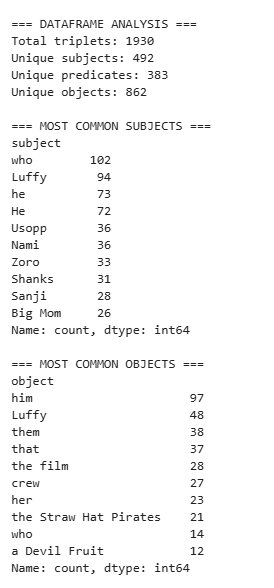 === DATAFRAME ANALYSIS ===
Total triplets: 1930
Unique subjects: 492
Unique predicates: 383
Unique objects: 862

=== MOST COMMON SUBJECTS ===
subject
who        102
Luffy       94
he          73
He          72
Usopp       36
Nami        36
Zoro        33
Shanks      31
Sanji       28
Big Mom     26
Name: count, dtype: int64

=== MOST COMMON OBJECTS ===
object
him                      97
Luffy                    48
them                     38
that                     37
the film                 28
crew                     27
her                      23
the Straw Hat Pirates    21
who                      14
a Devil Fruit            12
Name: count, dtype: int64